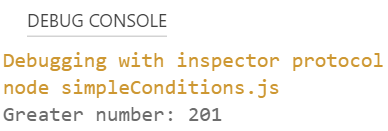 DEBUG CONSOLE
Debugging with inspector protocol
node simpleConditions.js
Greater number: 201